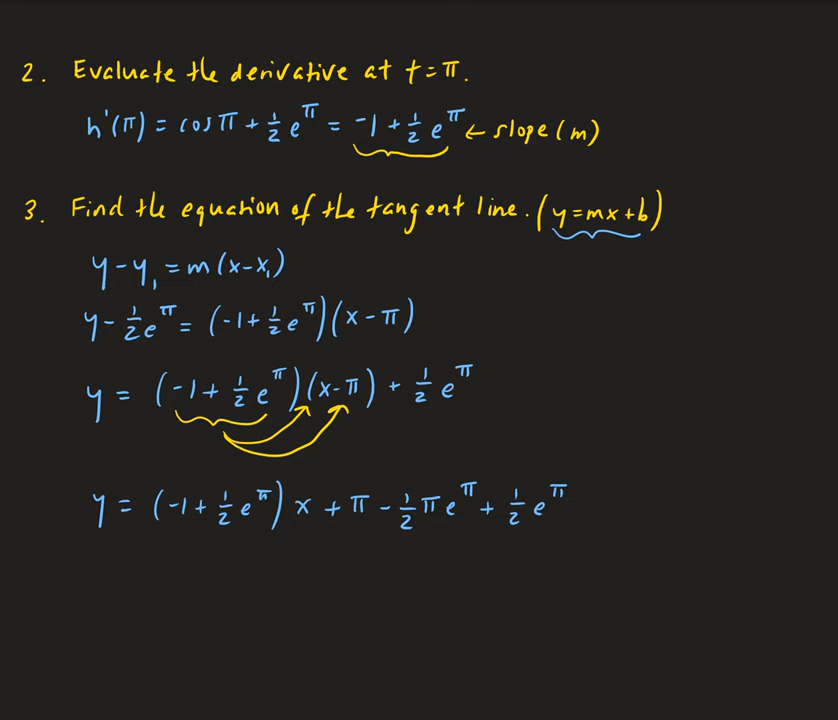 2. Evaluate the derivative at t=π.
h'(π) = cos π + 1/2 e^π = -1 + 1/2 e^π ← slope (m)
3. Find the equation of the tangent line. (y=mx+b)
y - y₁ = m(x-x₁)
y - 1/2 e^π = (-1 + 1/2 e^π)(x - π)
y = (-1 + 1/2 e^π)(x-π) + 1/2 e^π
y = (-1 + 1/2 e^π) x + π - 1/2 π e^π + 1/2 e^π